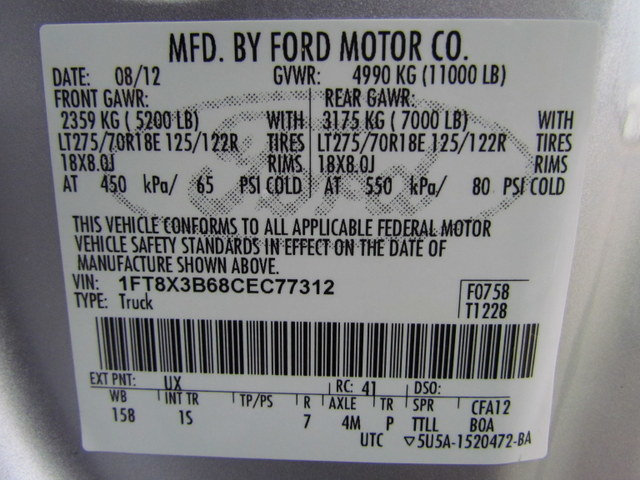 MFD. BY FORD MOTOR CO.
DATE: 08/12 GVWR: 4990 KG (11000 LB)
FRONT GAWR: REAR GAWR:
2359 KG ( 5200 LB) WITH 3175 KG ( 7000 LB) WITH
LT275/70R18E 125/122R TIRES LT275/70R18E 125/122R TIRES
18X8.0J RIMS 18X8.0J RIMS
AT 450 kPa/ 65 PSI COLD AT 550 kPa/ 80 PSI COLD
THIS VEHICLE CONFORMS TO ALL APPLICABLE FEDERAL MOTOR
VEHICLE SAFETY STANDARDS IN EFFECT ON THE DATE OF
MANUFACTURE SHOWN ABOVE.
VIN: 1FT8X3B68CEC77312 F0758
TYPE: Truck T1228
EXT PNT: UX RC: 41 DSO:
WB INT TR TP/PS R AXLE TR SPR CFA12
158 1S 7 4M P TTLL BOA
UTC ▽5U5A-1520472-BA